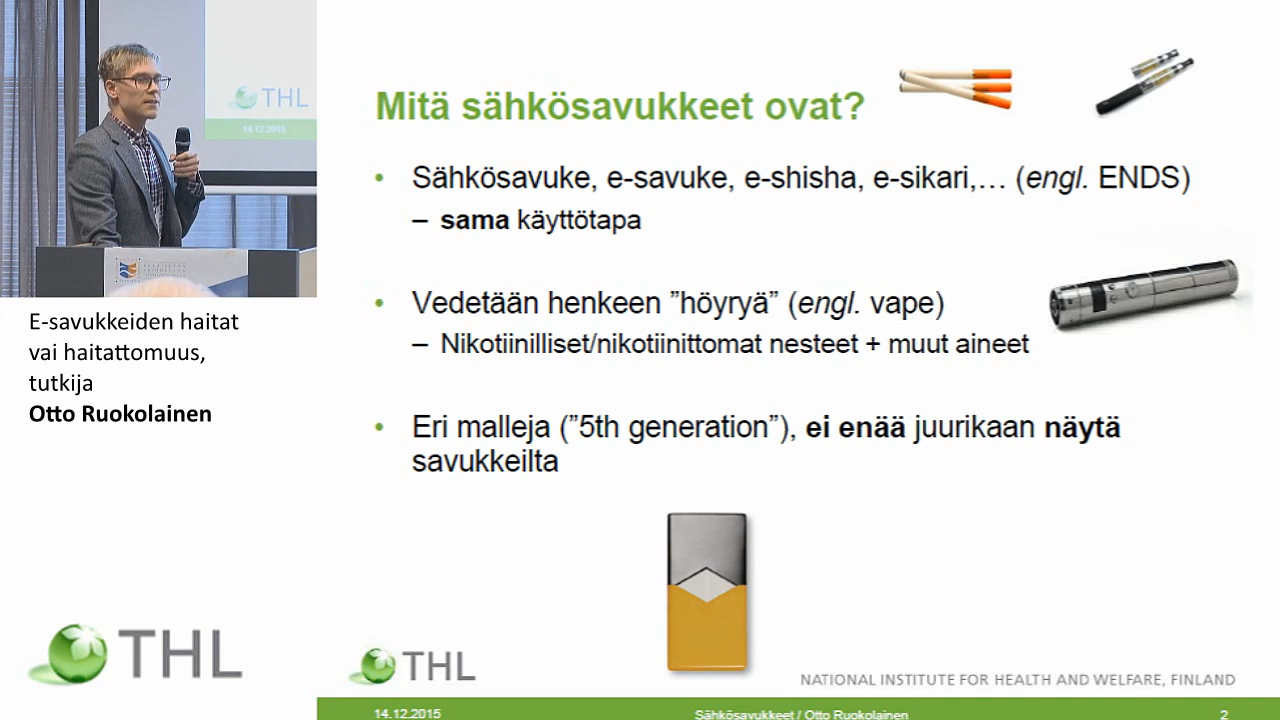 THL
14.12.2015
E-savukkeiden haitat
vai haitattomuus,
tutkija
Otto Ruokolainen
THL
Mitä sähkösavukkeet ovat?
• Sähkösavuke, e-savuke, e-shisha, e-sikari,… (engl. ENDS)
– sama käyttötapa
• Vedetään henkeen ”höyryä” (engl. vape)
– Nikotiinilliset/nikotiinittomat nesteet + muut aineet
• Eri malleja (”5th generation”), ei enää juurikaan näytä
savukkeilta
THL
NATIONAL INSTITUTE FOR HEALTH AND WELFARE, FINLAND
14.12.2015
Sähkösavukkeet / Otto Ruokolainen
2